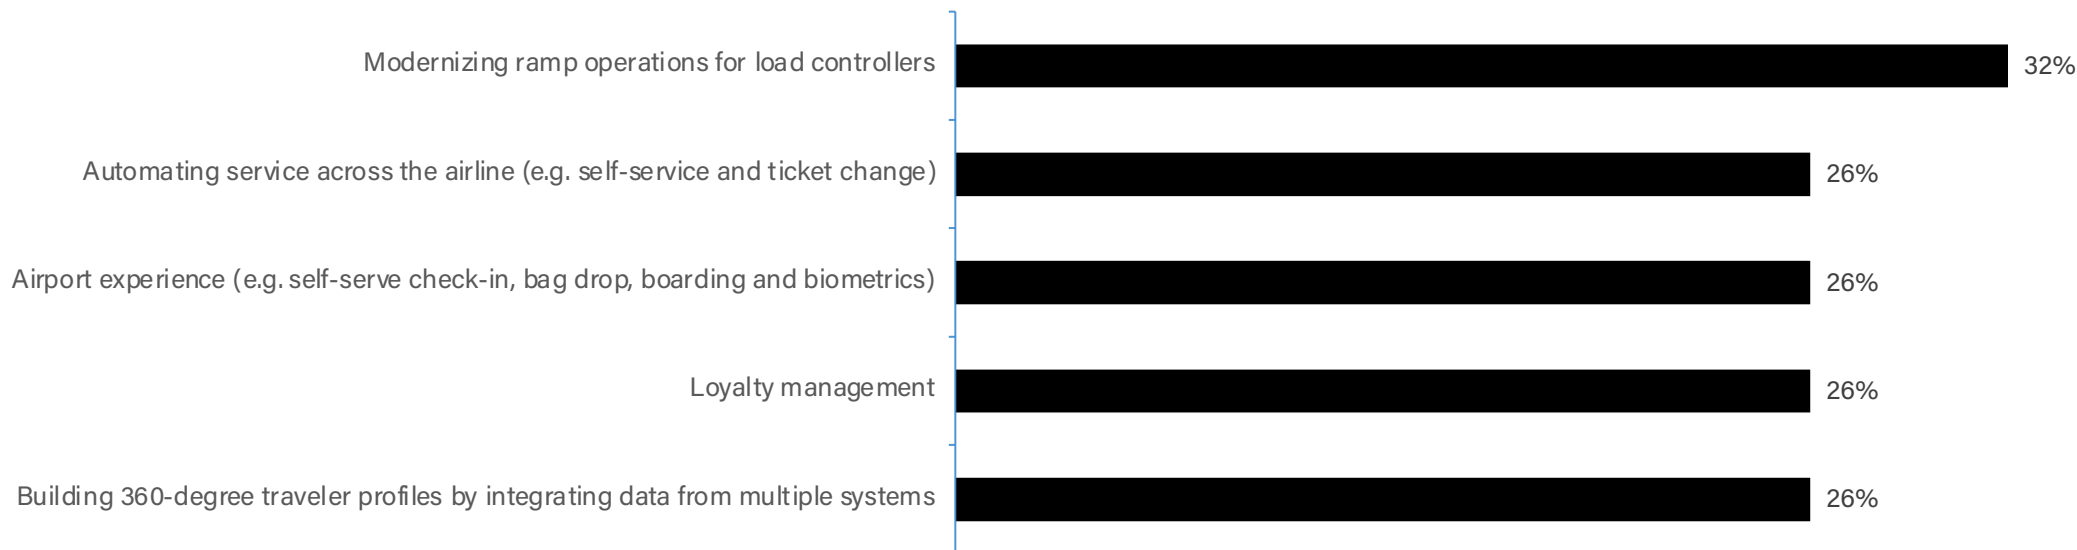 Modernizing ramp operations for load controllers 32%
Automating service across the airline (e.g. self-service and ticket change) 26%
Airport experience (e.g. self-serve check-in, bag drop, boarding and biometrics) 26%
Loyalty management 26%
Building 360-degree traveler profiles by integrating data from multiple systems 26%